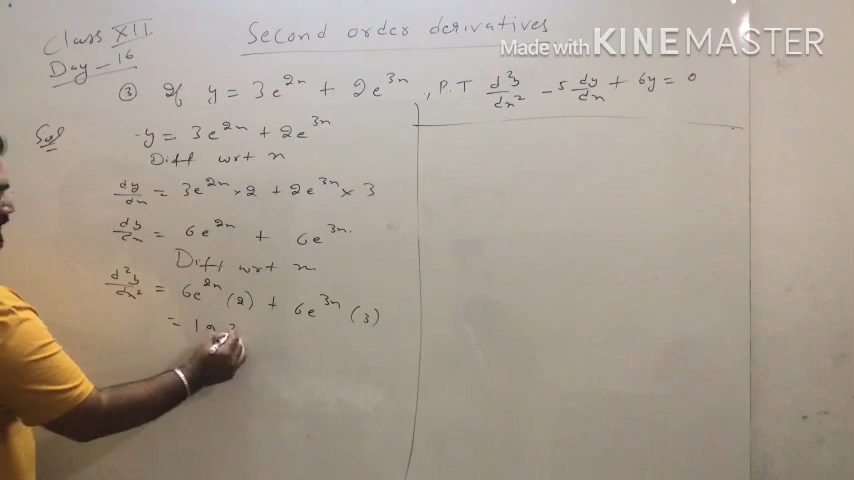 Class XII
Day - 16
Second order derivatives
Made with KINEMASTER
③ If y = 3e^2x + 2e^3x, P.T d²y/dx² - 5 dy/dx + 6y = 0
Sol
y = 3e^2x + 2e^3x
Diff wrt x
dy/dx = 3e^2x × 2 + 2e^3x × 3
dy/dx = 6e^2x + 6e^3x.
Diff wrt x
d²y/dx² = 6e^2x (2) + 6e^3x (3)
= 1